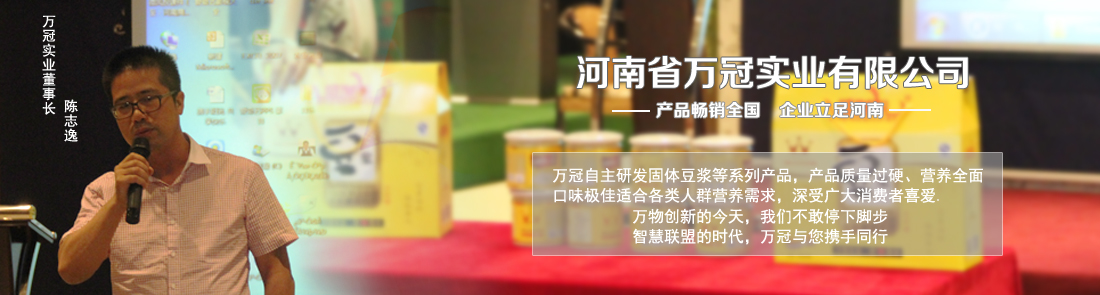 万冠实业董事长
陈志逸
河南省万冠实业有限公司
产品畅销全国 企业立足河南
万冠自主研发固体豆浆等系列产品，产品质量过硬、营养全面
口味极佳适合各类人群营养需求，深受广大消费者喜爱.
万物创新的今天，我们不敢停下脚步
智慧联盟的时代，万冠与您携手同行